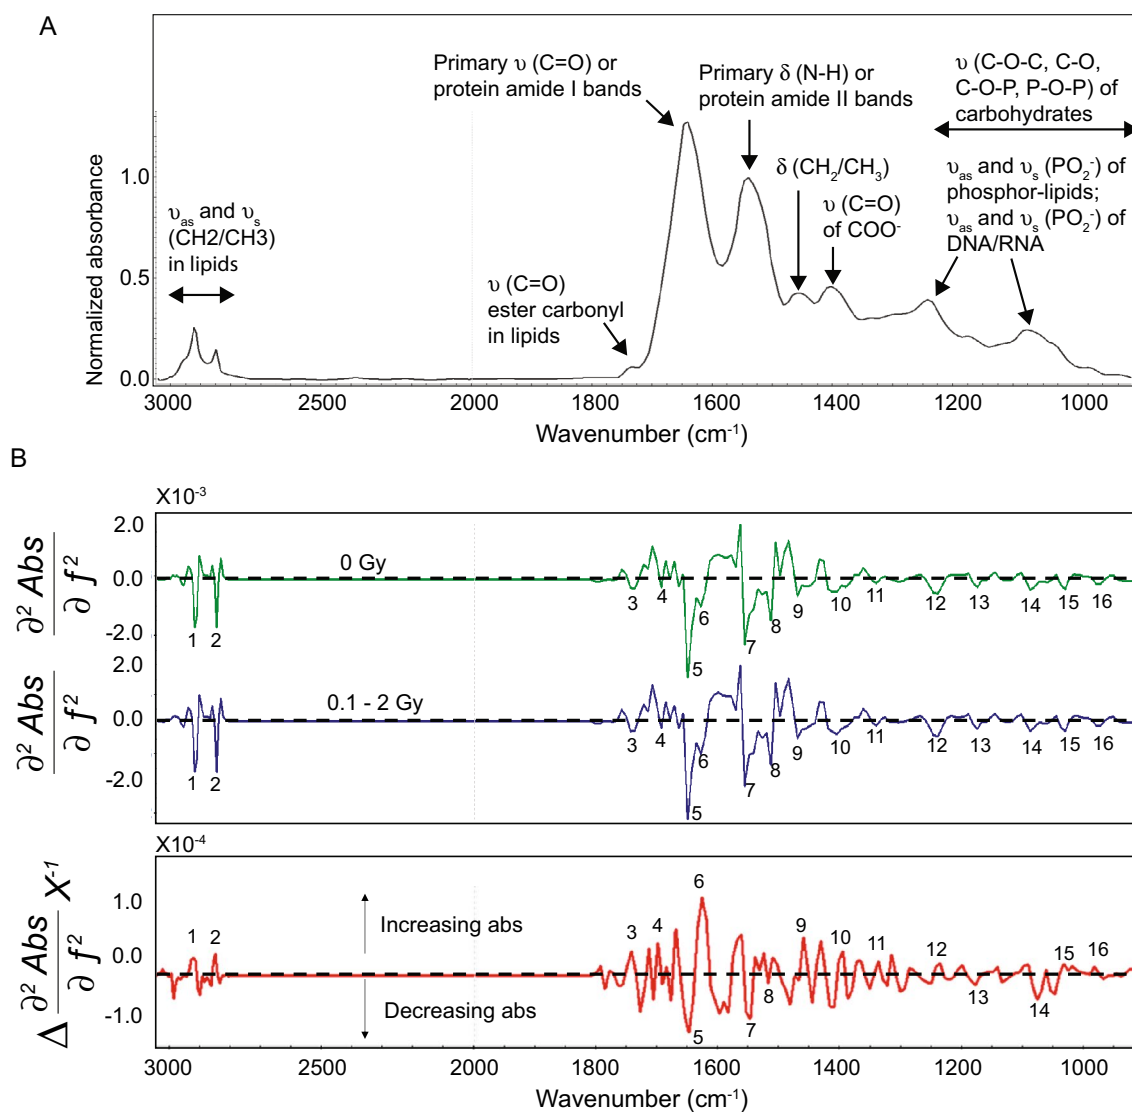 A
Primary υ (C=O) or
protein amide I bands
Primary δ (N-H) or
protein amide II bands
υ (C-O-C, C-O,
C-O-P, P-O-P) of
carbohydrates
δ (CH2/CH3)
υas and υs (PO2-) of
phosphor-lipids;
υas and υs (PO2-) of
DNA/RNA
υ (C=O)
of COO-
υas and υs
(CH2/CH3)
in lipids
υ (C=O)
ester carbonyl
in lipids
Normalized absorbance
1.0
0.5
0.0
3000 2500 2000 1800 1600 1400 1200 1000
Wavenumber (cm-1)
B
X10-3
∂2 Abs
∂ f2
2.0
0.0
-2.0
0 Gy
1 2 3 4 5 6 7 8 9 10 11 12 13 14 15 16
∂2 Abs
∂ f2
2.0
0.0
-2.0
0.1 - 2 Gy
1 2 3 4 5 6 7 8 9 10 11 12 13 14 15 16
X10-4
Δ ∂2 Abs X-1
∂ f2
1.0
0.0
-1.0
Increasing abs
Decreasing abs
1 2 3 4 5 6 7 8 9 10 11 12 13 14 15 16
3000 2500 2000 1800 1600 1400 1200 1000
Wavenumber (cm-1)